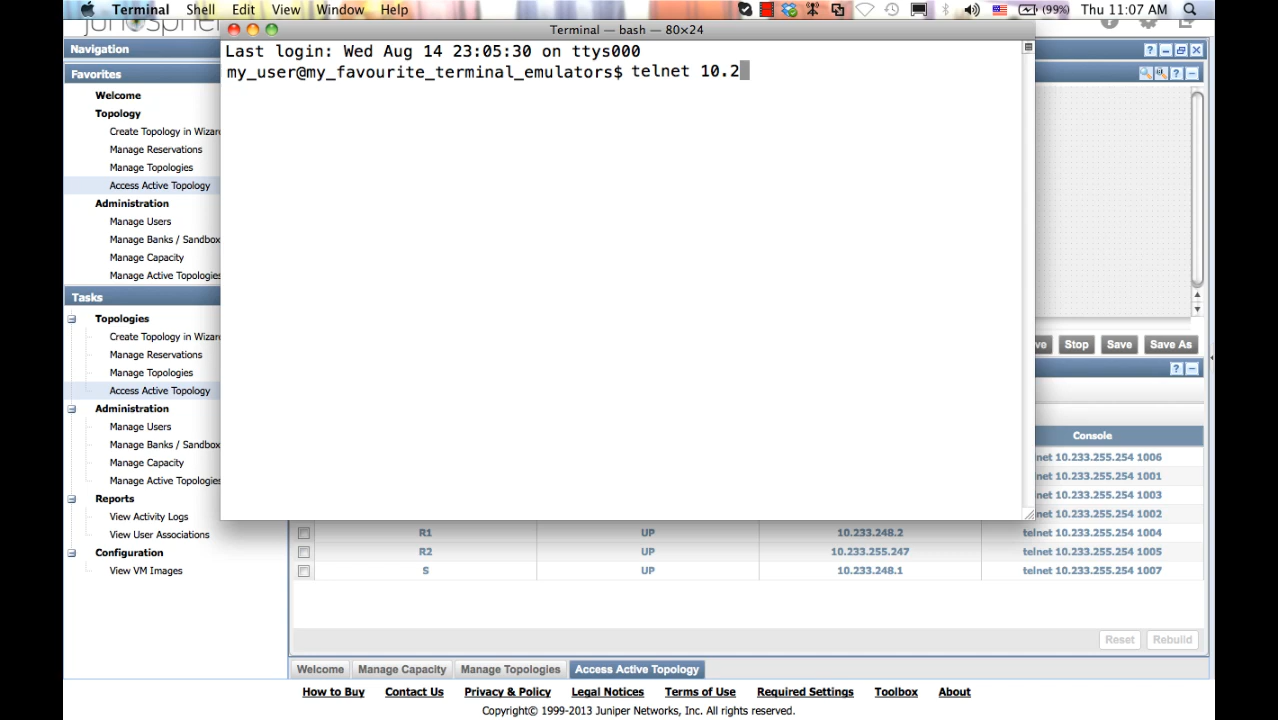 Terminal Shell Edit View Window Help (99%) Thu 11:07 AM
Terminal — bash — 80×24
Navigation
Last login: Wed Aug 14 23:05:30 on ttys000
my_user@my_favourite_terminal_emulators$ telnet 10.2
Favorites
Welcome
Topology
Create Topology in Wizard
Manage Reservations
Manage Topologies
Access Active Topology
Administration
Manage Users
Manage Banks / Sandbox
Manage Capacity
Manage Active Topologies
Tasks
Topologies
Create Topology in Wizard
Manage Reservations
Manage Topologies
Access Active Topology
Administration
Manage Users
Manage Banks / Sandbox
Manage Capacity
Manage Active Topologies
Reports
View Activity Logs
View User Associations
Configuration
View VM Images
Stop Save Save As
Console
lnet 10.233.255.254 1006
lnet 10.233.255.254 1001
lnet 10.233.255.254 1003
lnet 10.233.255.254 1002
R1 UP 10.233.248.2 telnet 10.233.255.254 1004
R2 UP 10.233.255.247 telnet 10.233.255.254 1005
S UP 10.233.248.1 telnet 10.233.255.254 1007
Reset Rebuild
Welcome Manage Capacity Manage Topologies Access Active Topology
How to Buy Contact Us Privacy & Policy Legal Notices Terms of Use Required Settings Toolbox About
Copyright© 1999-2013 Juniper Networks, Inc. All rights reserved.